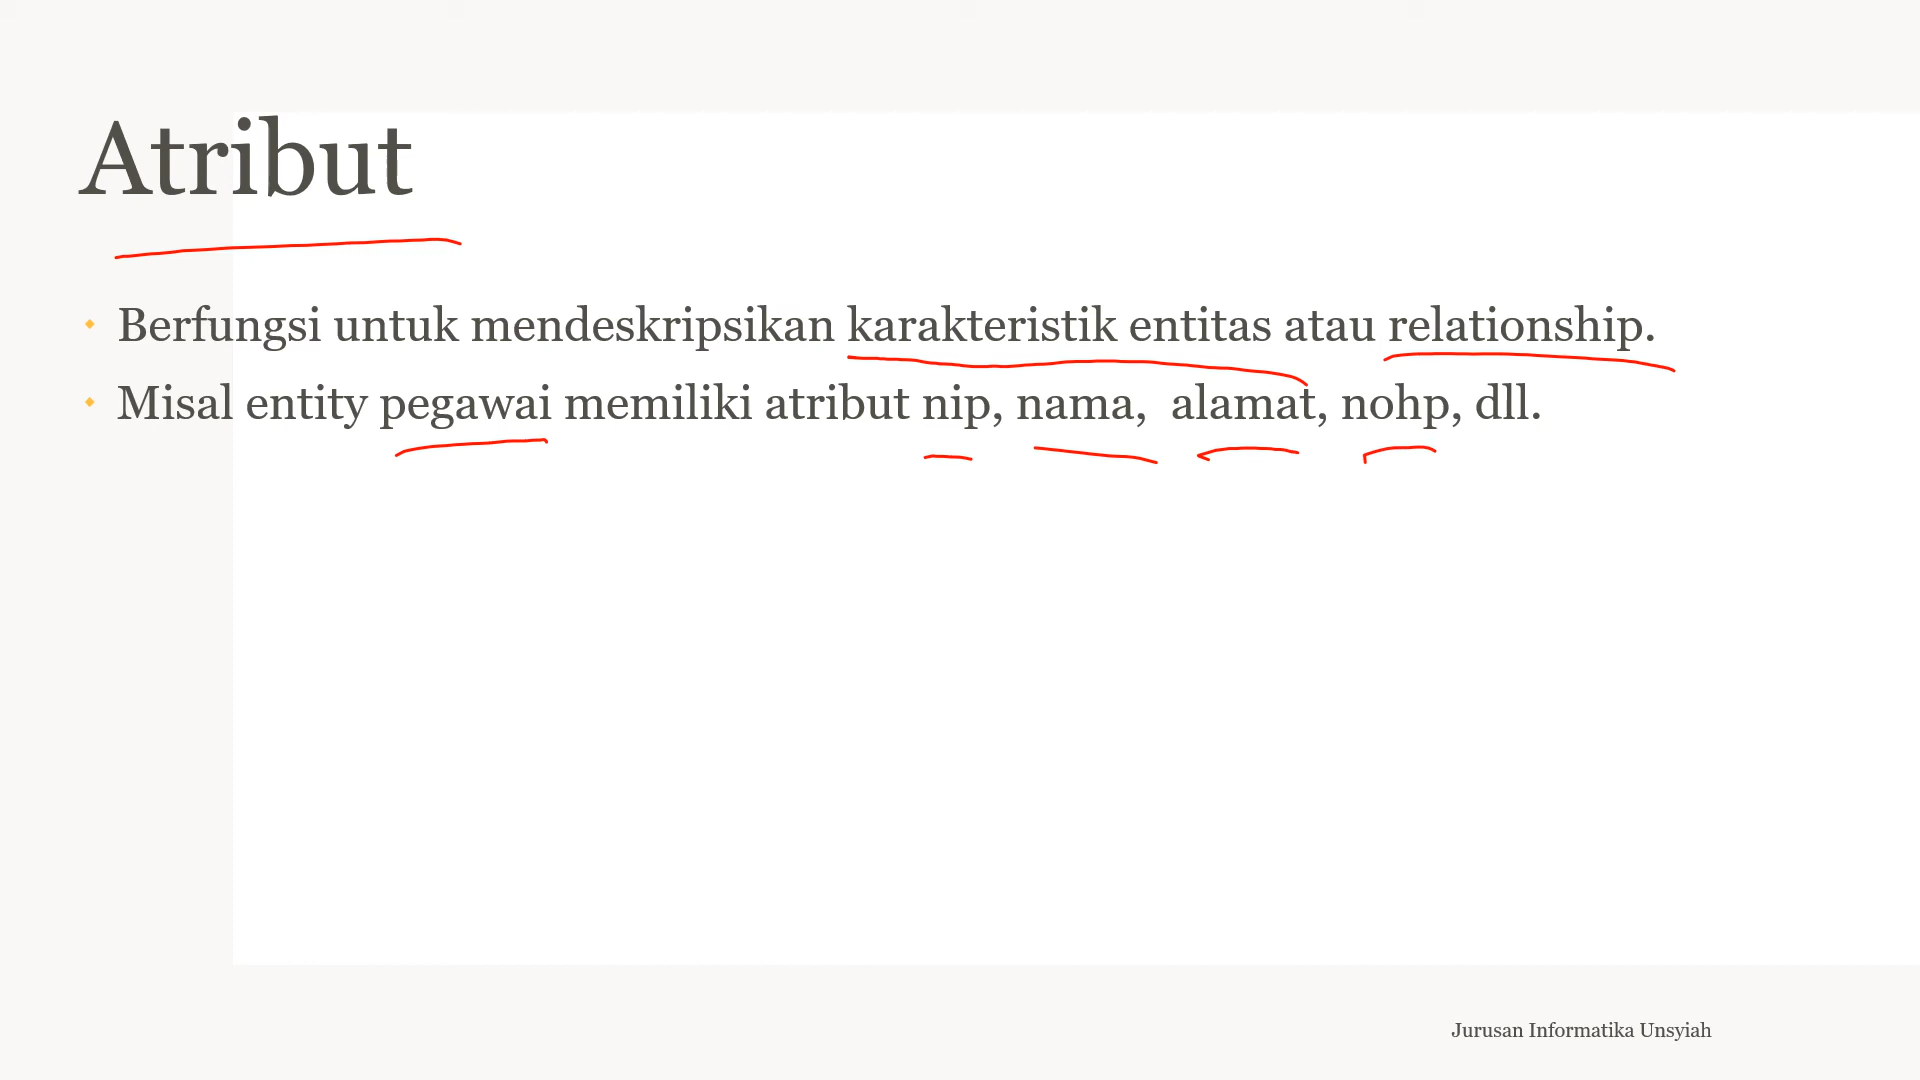 Atribut
Berfungsi untuk mendeskripsikan karakteristik entitas atau relationship.
Misal entity pegawai memiliki atribut nip, nama, alamat, nohp, dll.
Jurusan Informatika Unsyiah